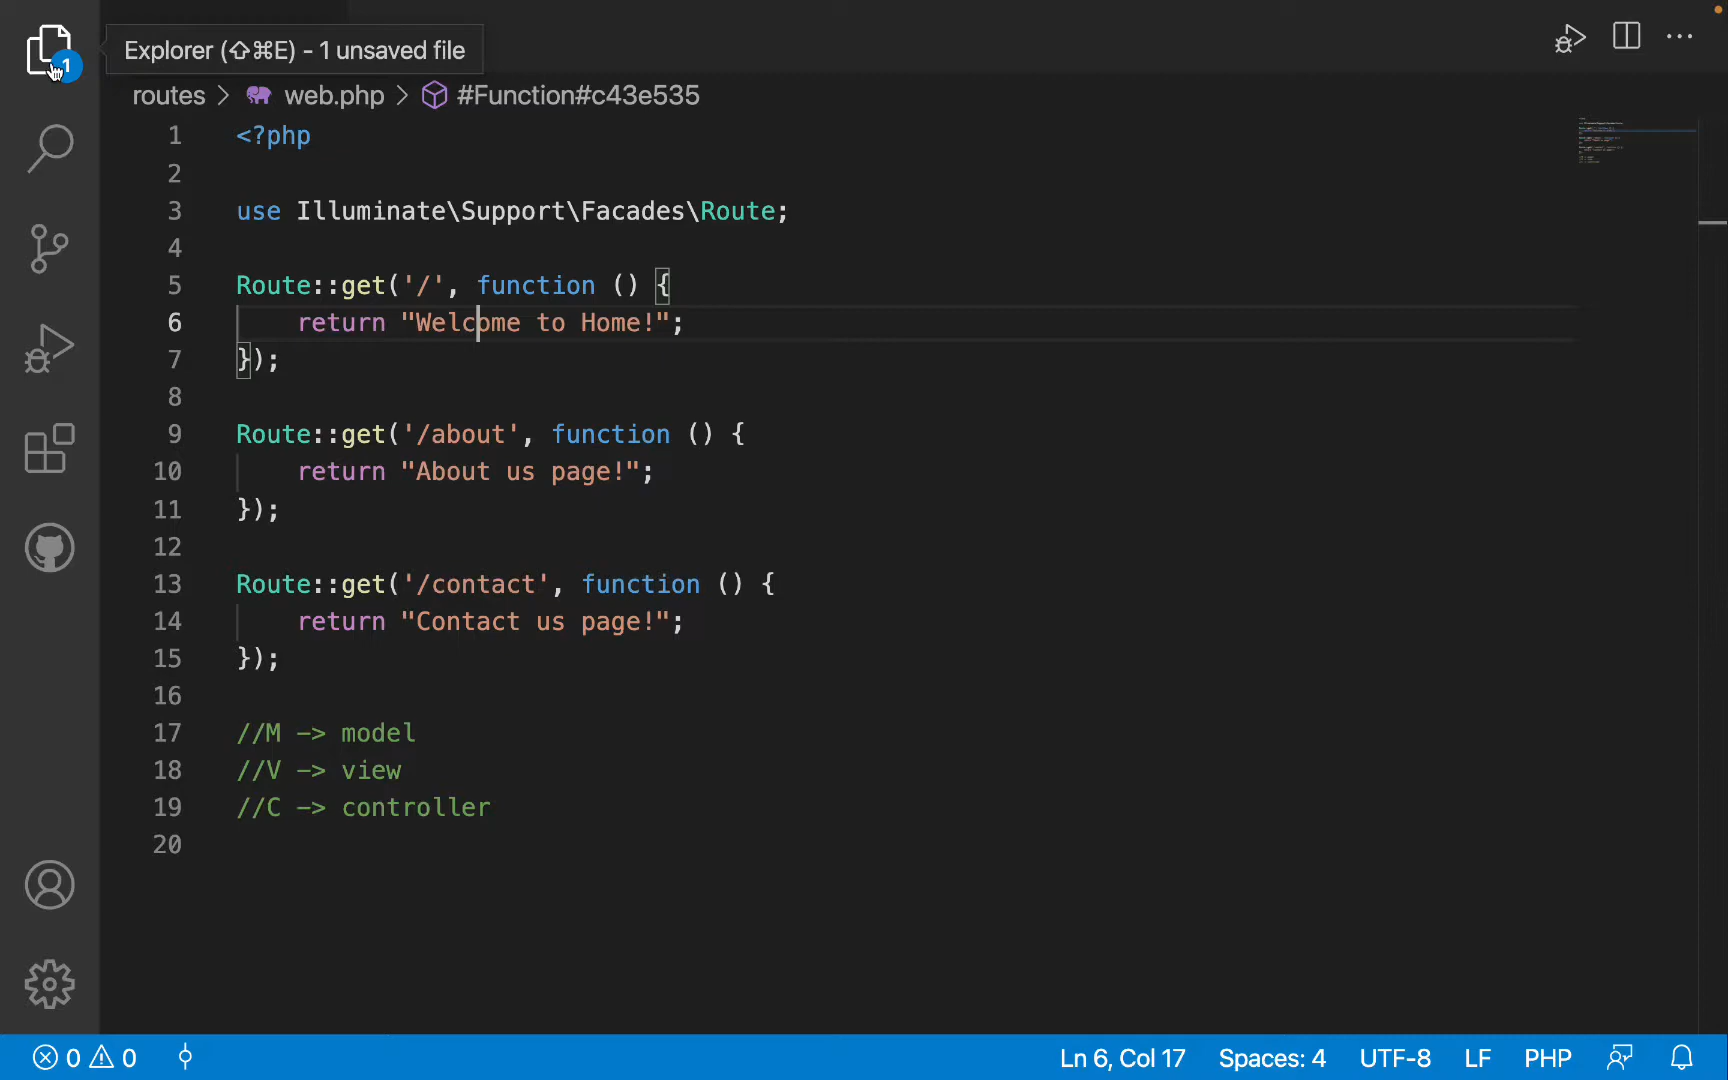 Explorer (⇧⌘E) - 1 unsaved file
1
routes > web.php > #Function#c43e535
1 <?php
2
3 use Illuminate\Support\Facades\Route;
4
5 Route::get('/', function () {
6     return "Welcome to Home!";
7 });
8
9 Route::get('/about', function () {
10     return "About us page!";
11 });
12
13 Route::get('/contact', function () {
14     return "Contact us page!";
15 });
16
17 //M -> model
18 //V -> view
19 //C -> controller
20
0 0 Ln 6, Col 17 Spaces: 4 UTF-8 LF PHP